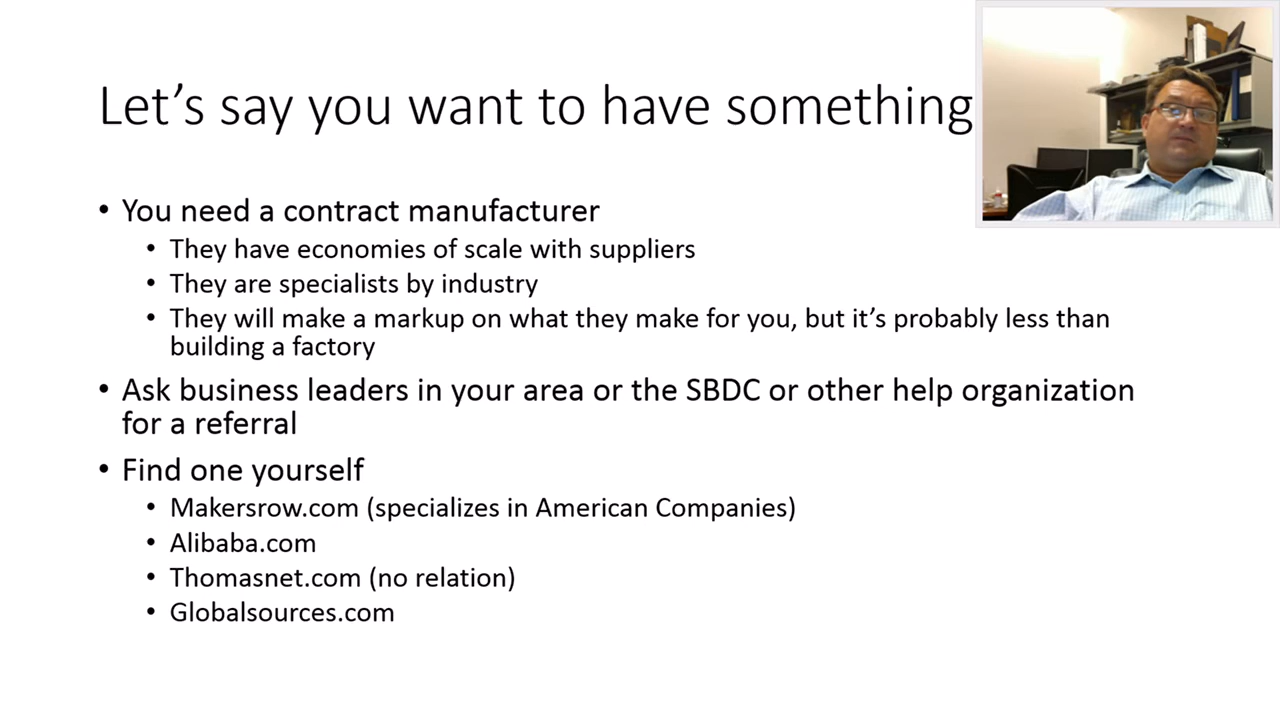 Let’s say you want to have something
• You need a contract manufacturer
• They have economies of scale with suppliers
• They are specialists by industry
• They will make a markup on what they make for you, but it’s probably less than
building a factory
• Ask business leaders in your area or the SBDC or other help organization
for a referral
• Find one yourself
• Makersrow.com (specializes in American Companies)
• Alibaba.com
• Thomasnet.com (no relation)
• Globalsources.com